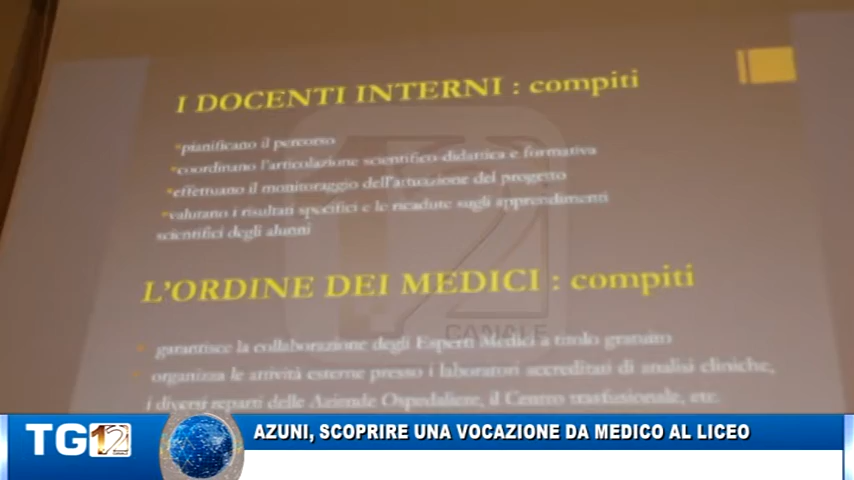 I DOCENTI INTERNI : compiti
pianificano il percorso
coordinano l'articolazione scientifico-didattica e formativa
effettuano il monitoraggio dell'attuazione del progetto
valutano i risultati specifici e le ricadute sugli apprendimenti
scientifici degli alunni
12
CANALE
L'ORDINE DEI MEDICI : compiti
garantisce la collaborazione degli Esperti Medici a titolo gratuito
organizza le attività esterne presso i laboratori accreditati di analisi cliniche,
i diversi reparti delle Aziende Ospedaliere, il Centro trasfusionale, etc.
TG12
AZUNI, SCOPRIRE UNA VOCAZIONE DA MEDICO AL LICEO